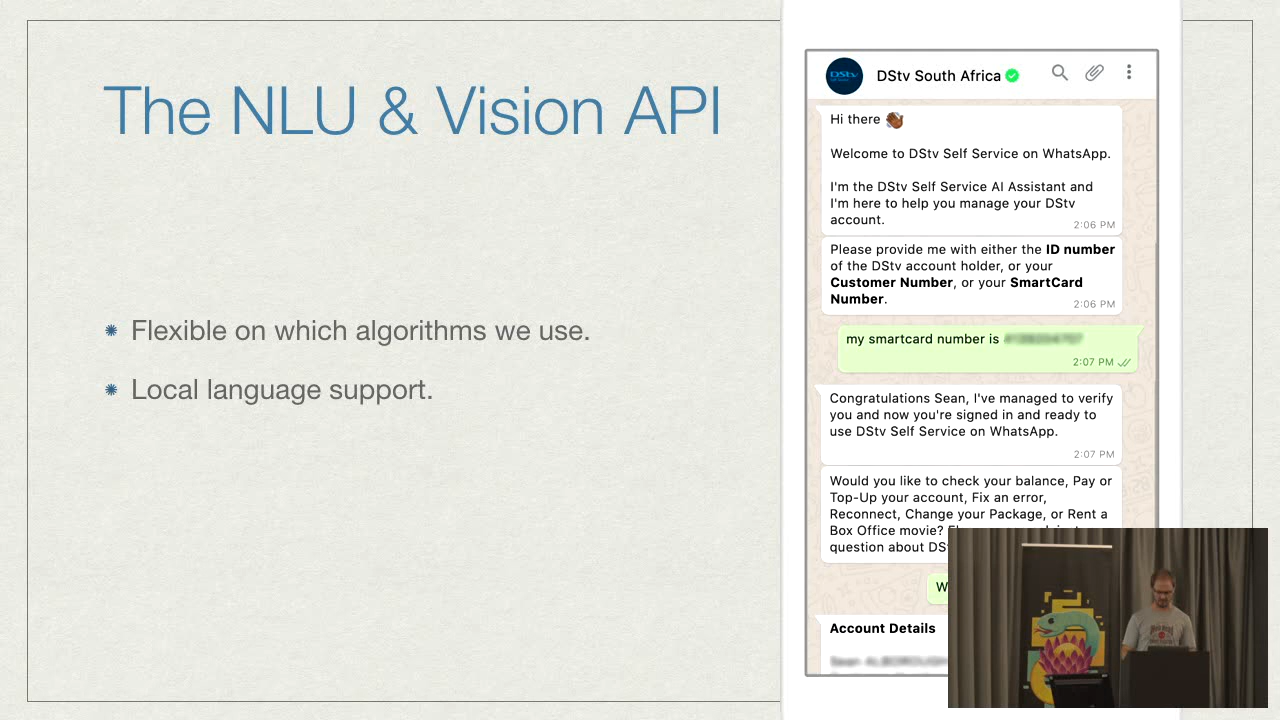 The NLU & Vision API
Flexible on which algorithms we use.
Local language support.
DStv
DStv South Africa
Hi there
Welcome to DStv Self Service on WhatsApp.
I'm the DStv Self Service AI Assistant and
I'm here to help you manage your DStv
account.
2:06 PM
Please provide me with either the ID number
of the DStv account holder, or your
Customer Number, or your SmartCard
Number.
2:06 PM
my smartcard number is
2:07 PM
Congratulations Sean, I've managed to verify
you and now you're signed in and ready to
use DStv Self Service on WhatsApp.
2:07 PM
Would you like to check your balance, Pay or
Top-Up your account, Fix an error,
Reconnect, Change your Package, or Rent a
Box Office movie?
question about
Account Details